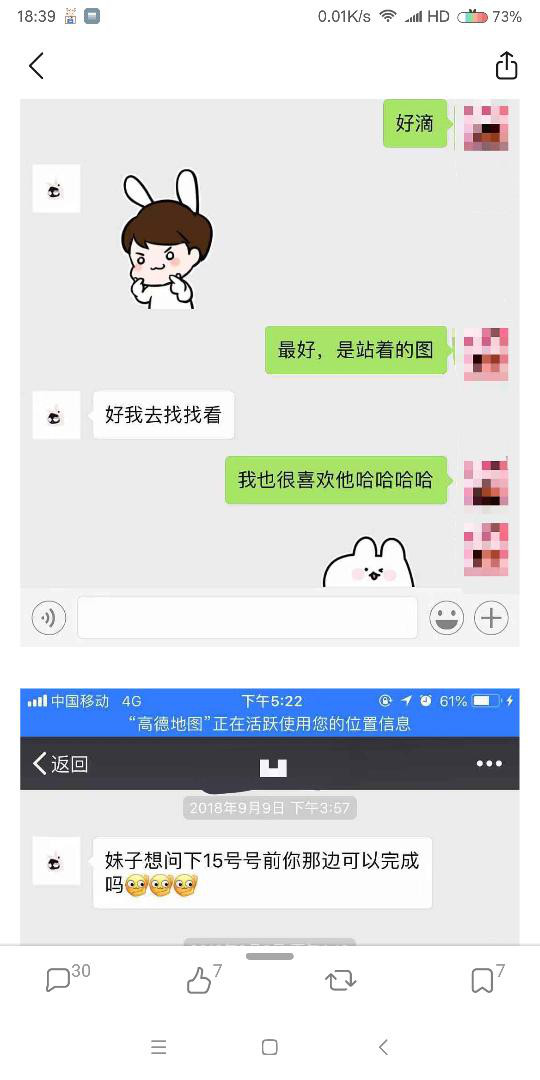 18:39
0.01K/s
HD
73%
好滴
最好，是站着的图
好我去找找看
我也很喜欢他哈哈哈哈
中国移动 4G
下午5:22
61%
“高德地图”正在活跃使用您的位置信息
返回
2018年9月9日 下午3:57
妹子想问下15号号前你那边可以完成
吗
30
7
7